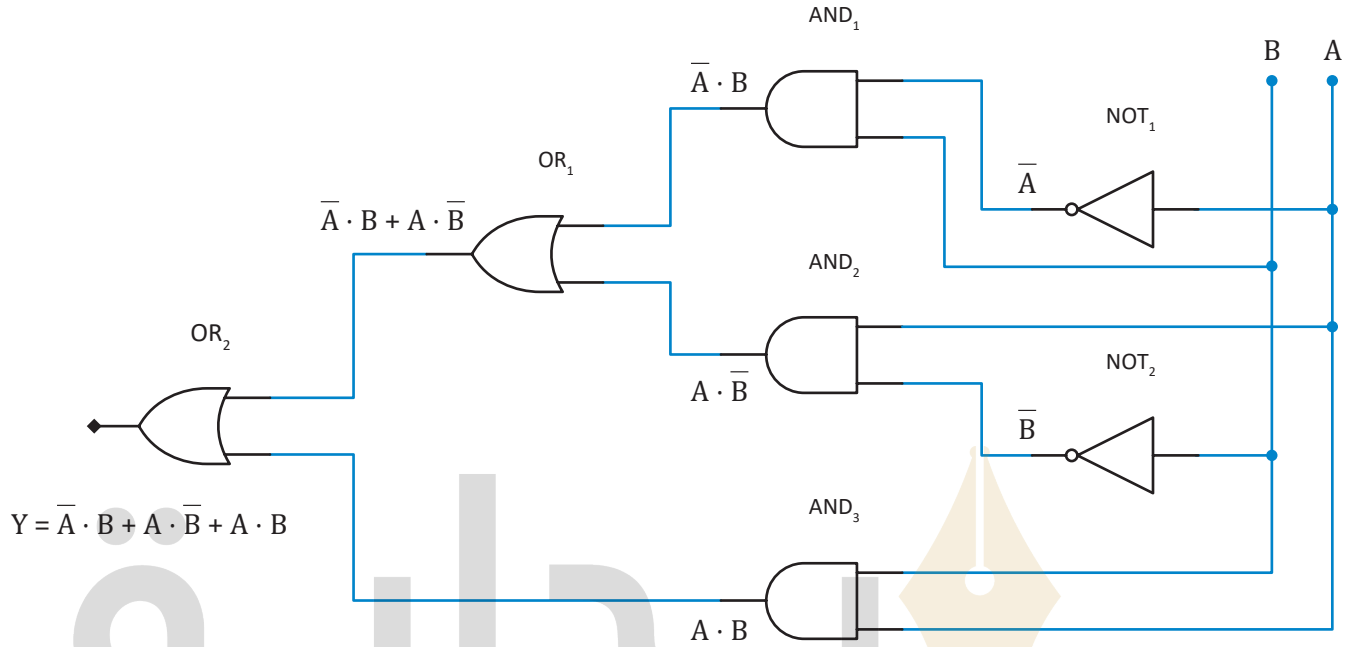 AND₁
B A
A̅ · B
NOT₁
OR₁
A̅
A̅ · B + A · B̅
AND₂
OR₂
NOT₂
A · B̅
B̅
AND₃
Y = A̅ · B + A · B̅ + A · B
A · B